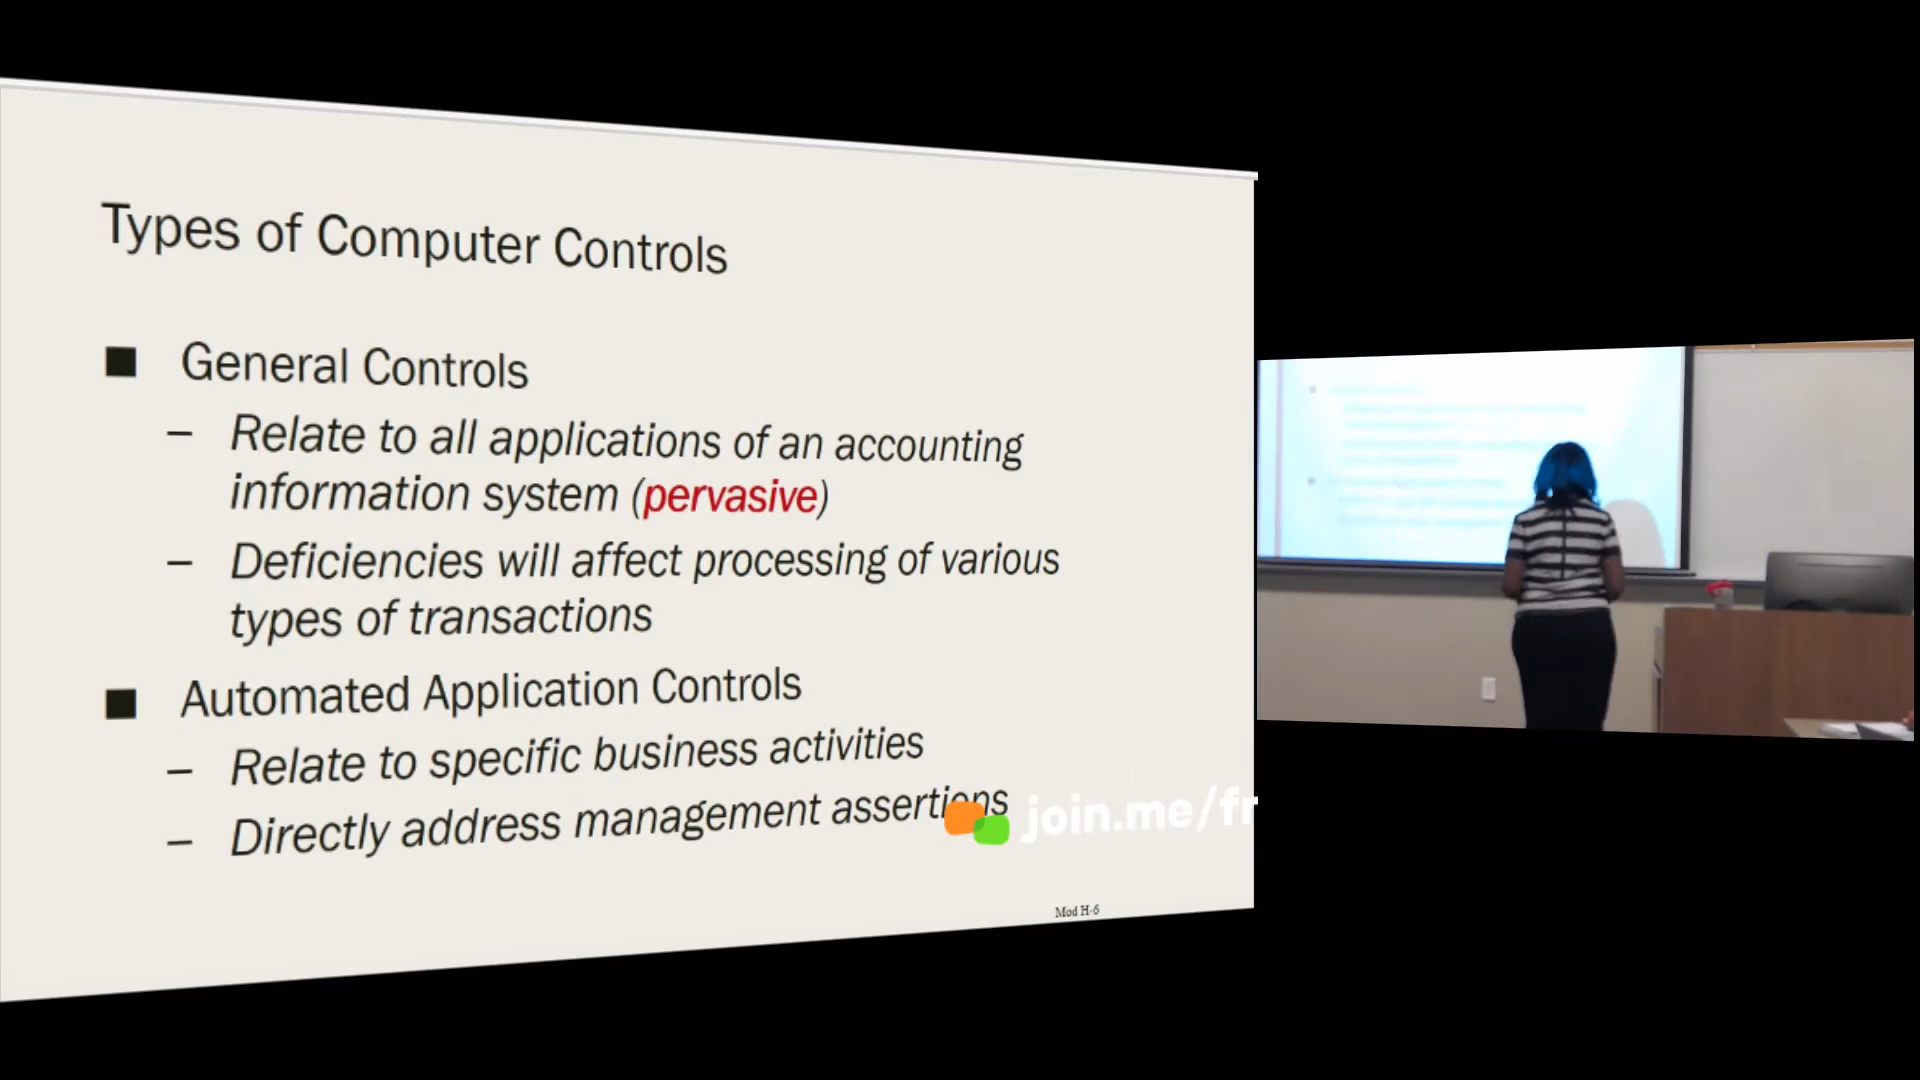 Types of Computer Controls
■ General Controls
– Relate to all applications of an accounting
information system (pervasive)
– Deficiencies will affect processing of various
types of transactions
■ Automated Application Controls
– Relate to specific business activities
– Directly address management assertions
join.me/fr
Mod H-6